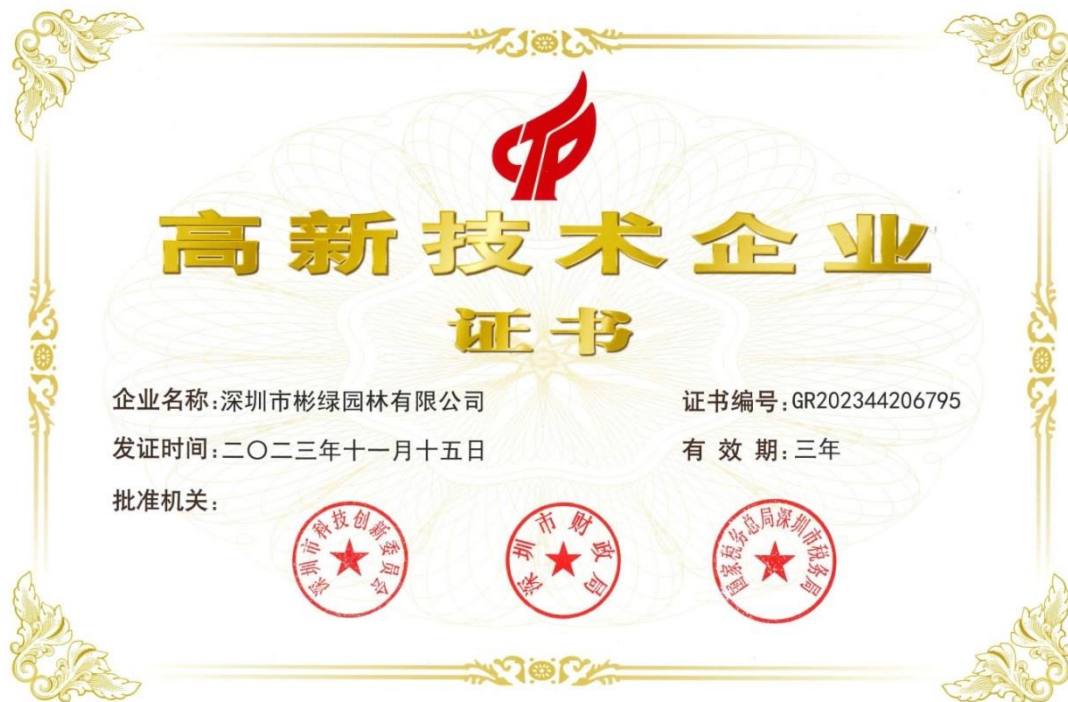 高新技术企业
证书
企业名称:深圳市彬绿园林有限公司
证书编号:GR202344206795
发证时间:二〇二三年十一月十五日
有 效 期:三年
批准机关:
深圳市科技创新委员会
深圳市财政局
国家税务总局深圳市税务局